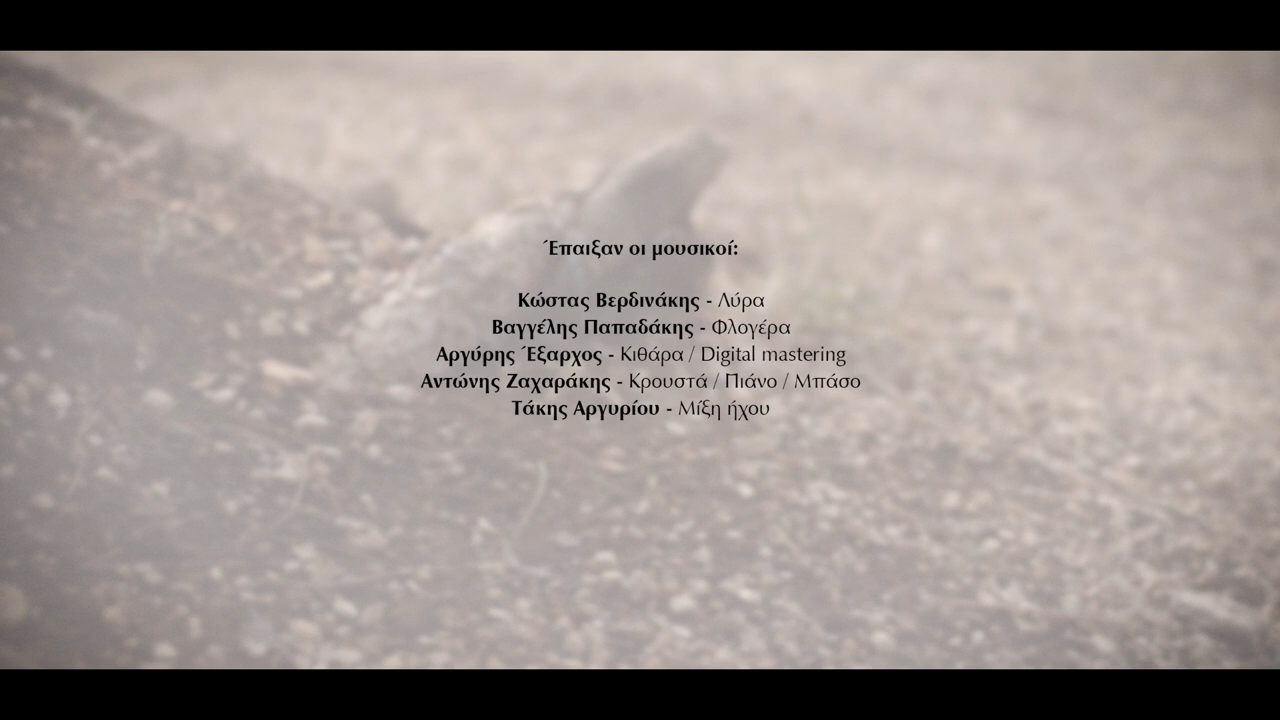 Έπαιξαν οι μουσικοί:
Κώστας Βερδινάκης - Λύρα
Βαγγέλης Παπαδάκης - Φλογέρα
Αργύρης Έξαρχος - Κιθάρα / Digital mastering
Αντώνης Ζαχαράκης - Κρουστά / Πιάνο / Μπάσο
Τάκης Αργυρίου - Μίξη ήχου